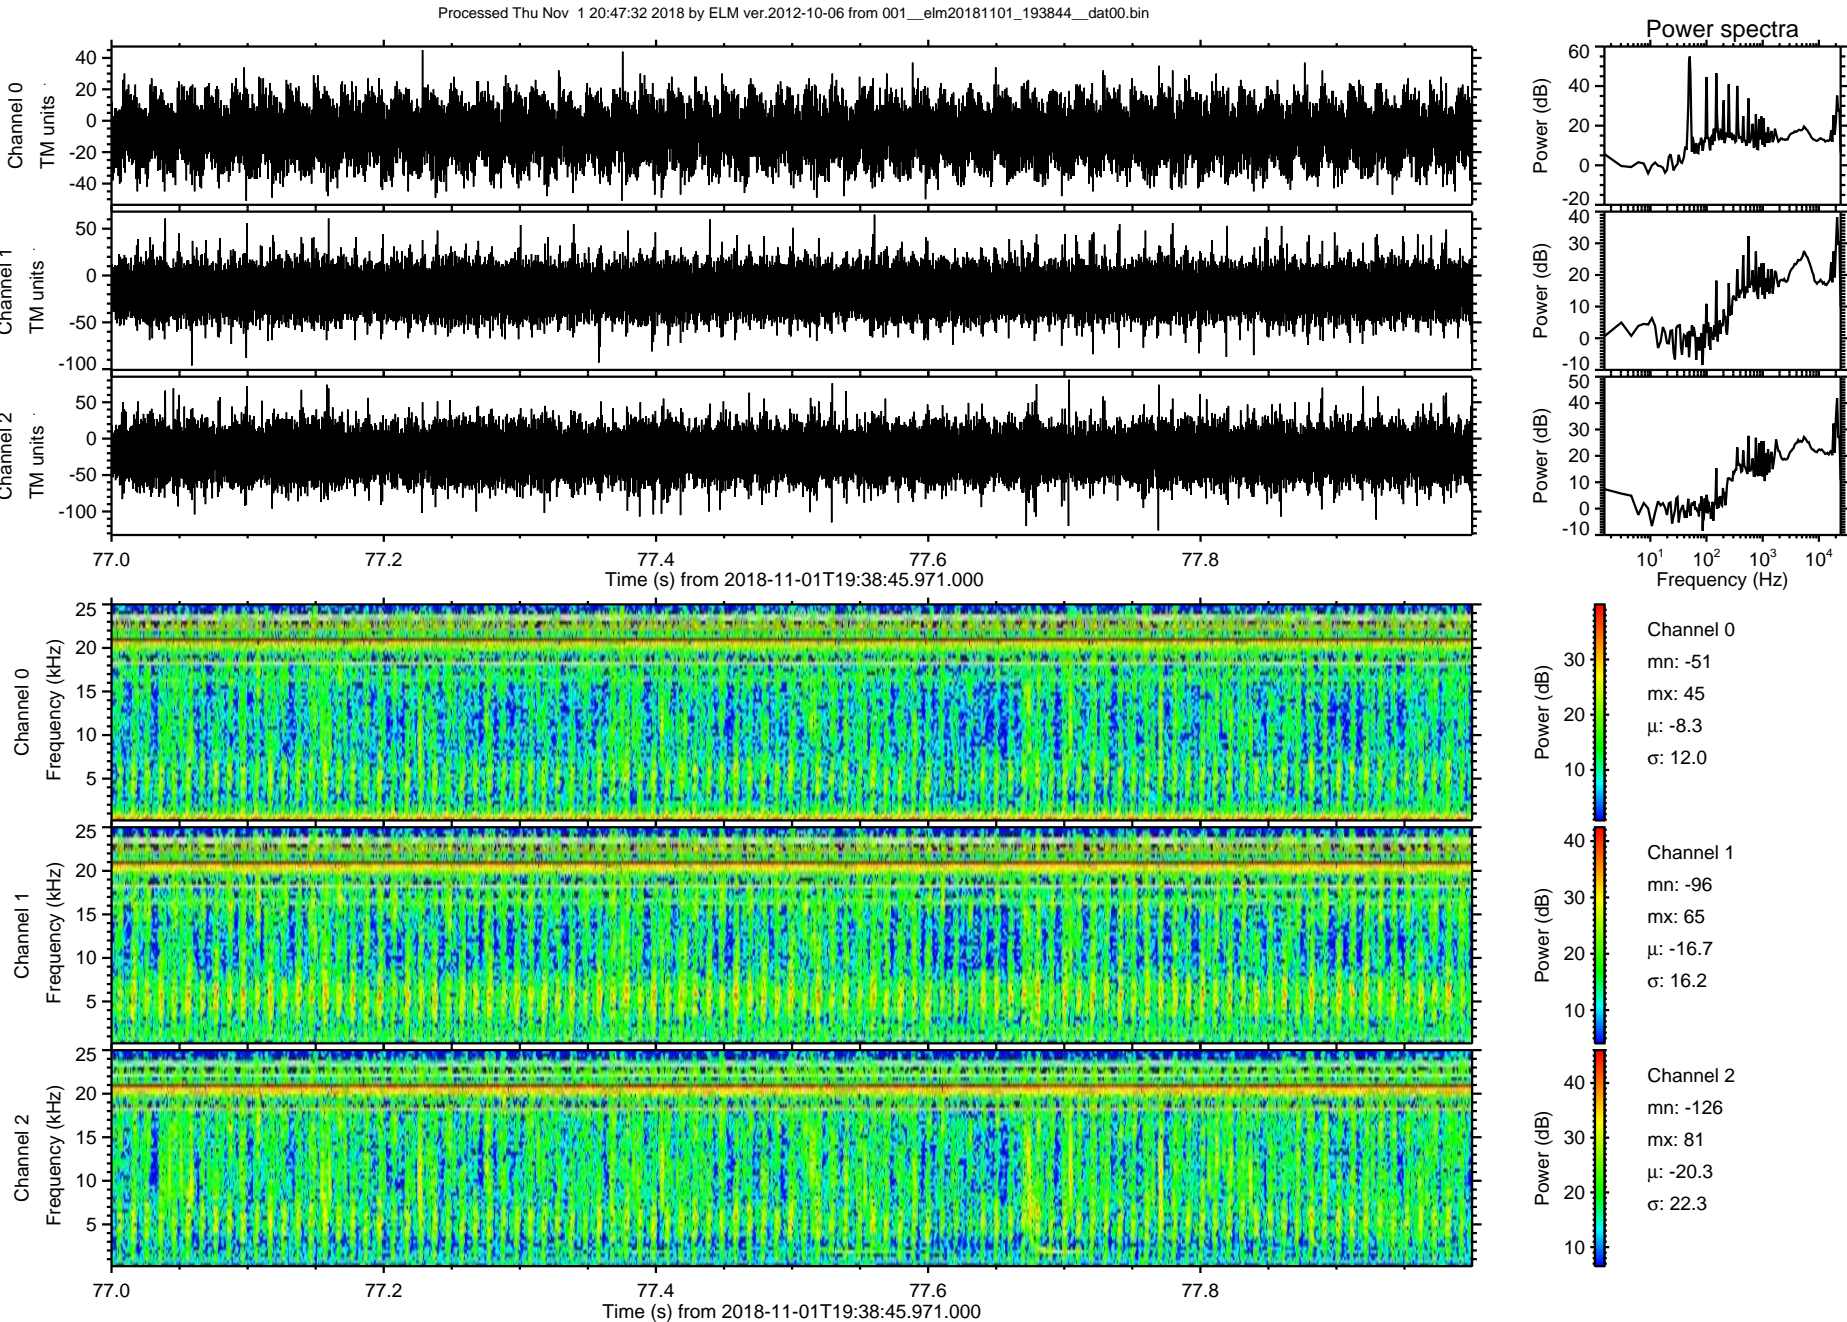 Processed Thu Nov  1 20:47:32 2018 by ELM ver.2012-10-06 from 001__elm20181101_193844__dat00.bin
Power spectra
Channel 0
TM units
40
20
0
-20
-40
Power (dB)
60
40
20
0
-20
Channel 1
TM units
50
0
-50
-100
Power (dB)
40
30
20
10
0
-10
Channel 2
TM units
50
0
-50
-100
Power (dB)
50
40
30
20
10
0
-10
77.0 77.2 77.4 77.6 77.8
Time (s) from 2018-11-01T19:38:45.971.000
10^1 10^2 10^3 10^4
Frequency (Hz)
Channel 0
Frequency (kHz)
25
20
15
10
5
Power (dB)
30
20
10
Channel 0
mn: -51
mx: 45
μ: -8.3
σ: 12.0
Channel 1
Frequency (kHz)
25
20
15
10
5
Power (dB)
40
30
20
10
Channel 1
mn: -96
mx: 65
μ: -16.7
σ: 16.2
Channel 2
Frequency (kHz)
25
20
15
10
5
Power (dB)
40
30
20
10
Channel 2
mn: -126
mx: 81
μ: -20.3
σ: 22.3
77.0 77.2 77.4 77.6 77.8
Time (s) from 2018-11-01T19:38:45.971.000